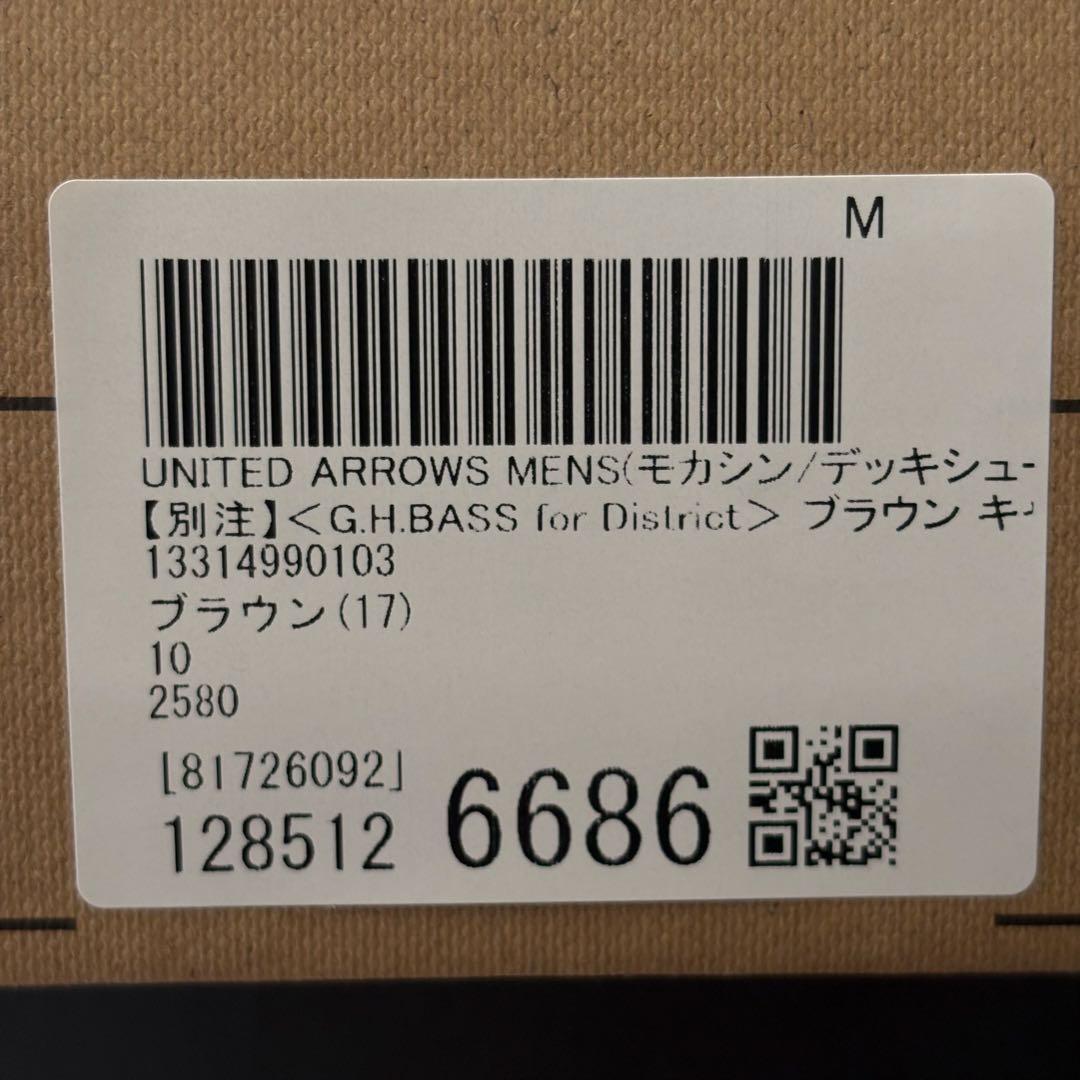 M
UNITED ARROWS MENS(モカシン/デッキシュー
【別注】<G.H.BASS for District> ブラウン キ
13314990103
ブラウン(17)
10
2580
[81726092]
128512 6686